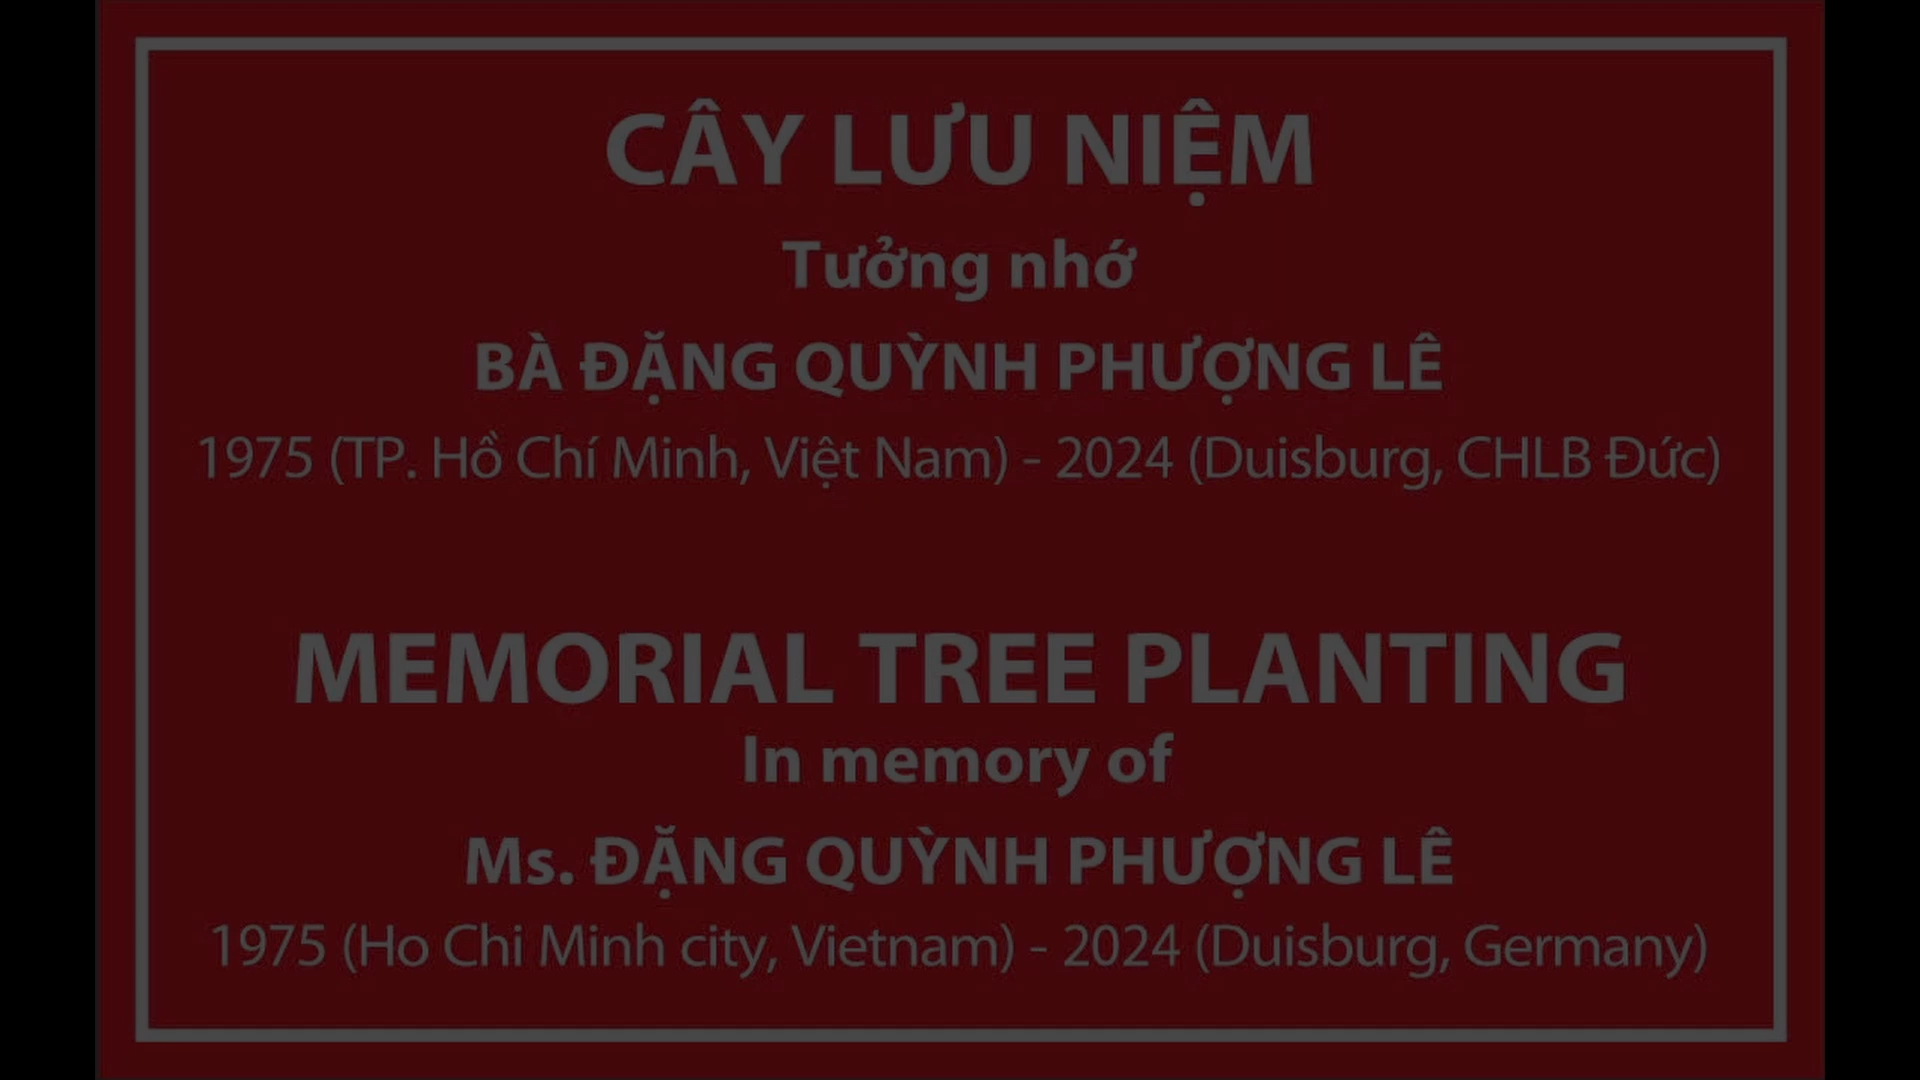 CÂY LƯU NIỆM
Tưởng nhớ
BÀ ĐẶNG QUỲNH PHƯỢNG LÊ
1975 (TP. Hồ Chí Minh, Việt Nam) - 2024 (Duisburg, CHLB Đức)
MEMORIAL TREE PLANTING
In memory of
Ms. ĐẶNG QUỲNH PHƯỢNG LÊ
1975 (Ho Chi Minh city, Vietnam) - 2024 (Duisburg, Germany)